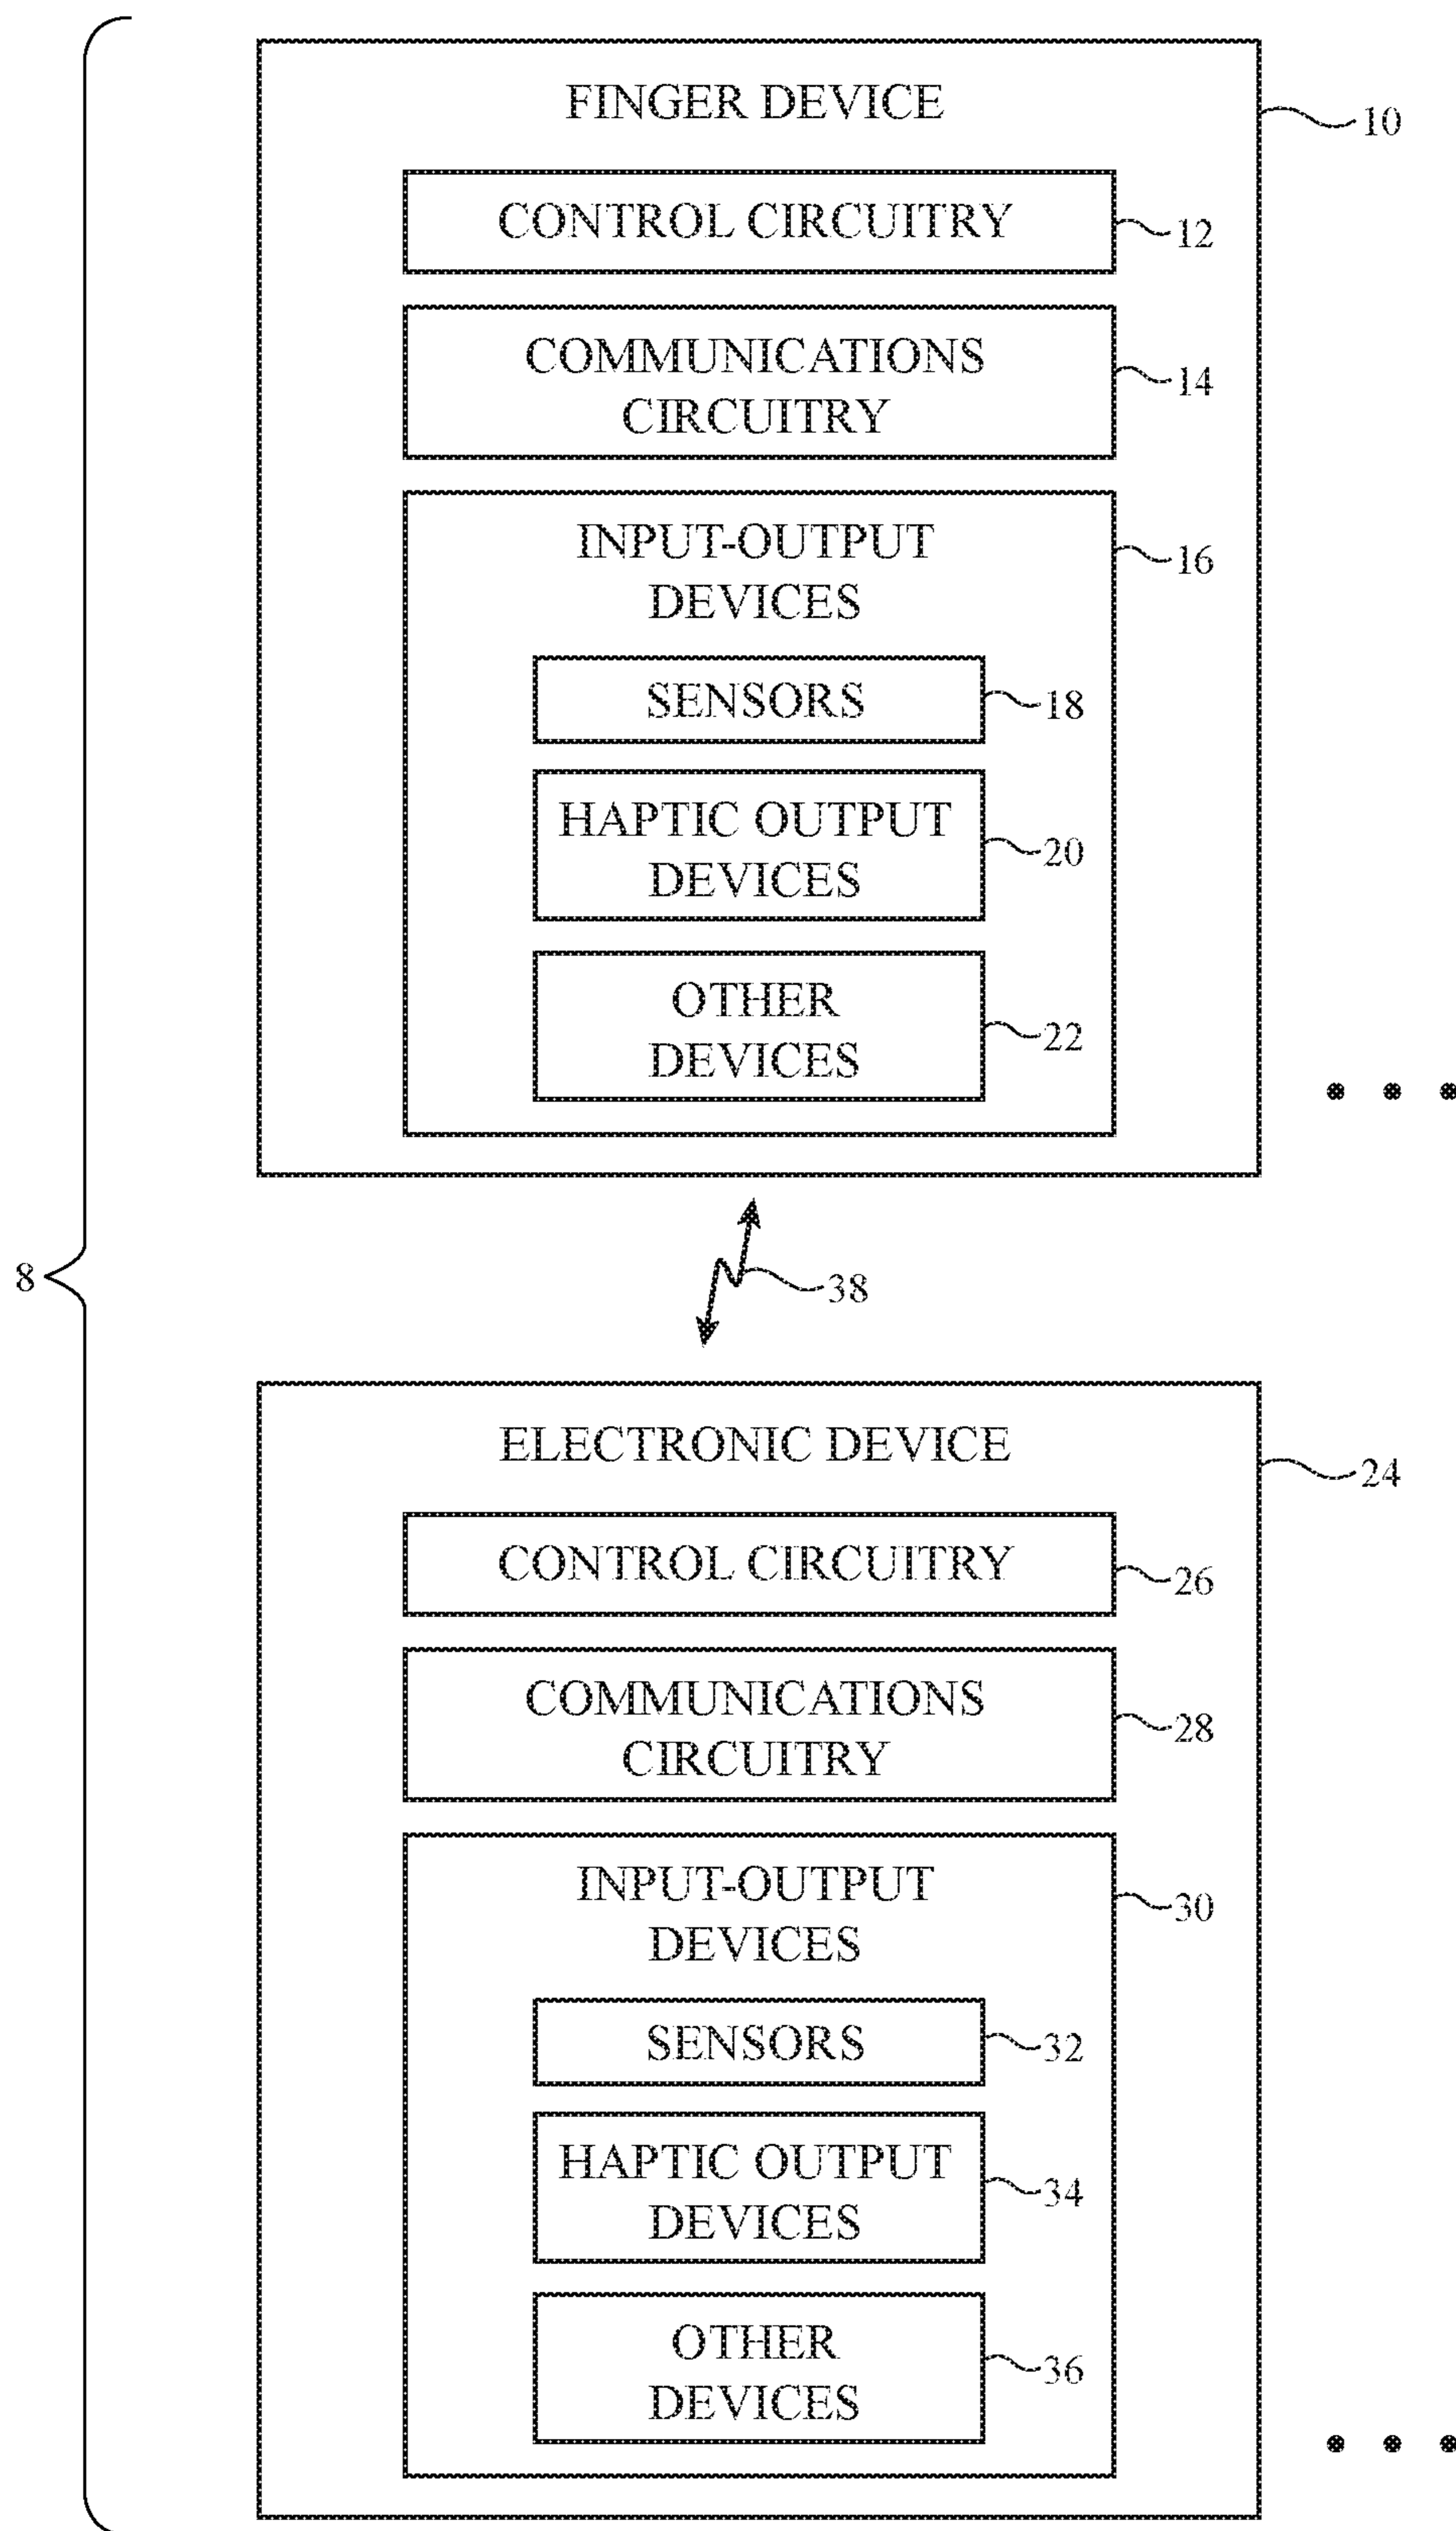 FINGER DEVICE
10
CONTROL CIRCUITRY
12
COMMUNICATIONS
CIRCUITRY
14
INPUT-OUTPUT
DEVICES
16
SENSORS
18
HAPTIC OUTPUT
DEVICES
20
OTHER
DEVICES
22
8
38
ELECTRONIC DEVICE
24
CONTROL CIRCUITRY
26
COMMUNICATIONS
CIRCUITRY
28
INPUT-OUTPUT
DEVICES
30
SENSORS
32
HAPTIC OUTPUT
DEVICES
34
OTHER
DEVICES
36